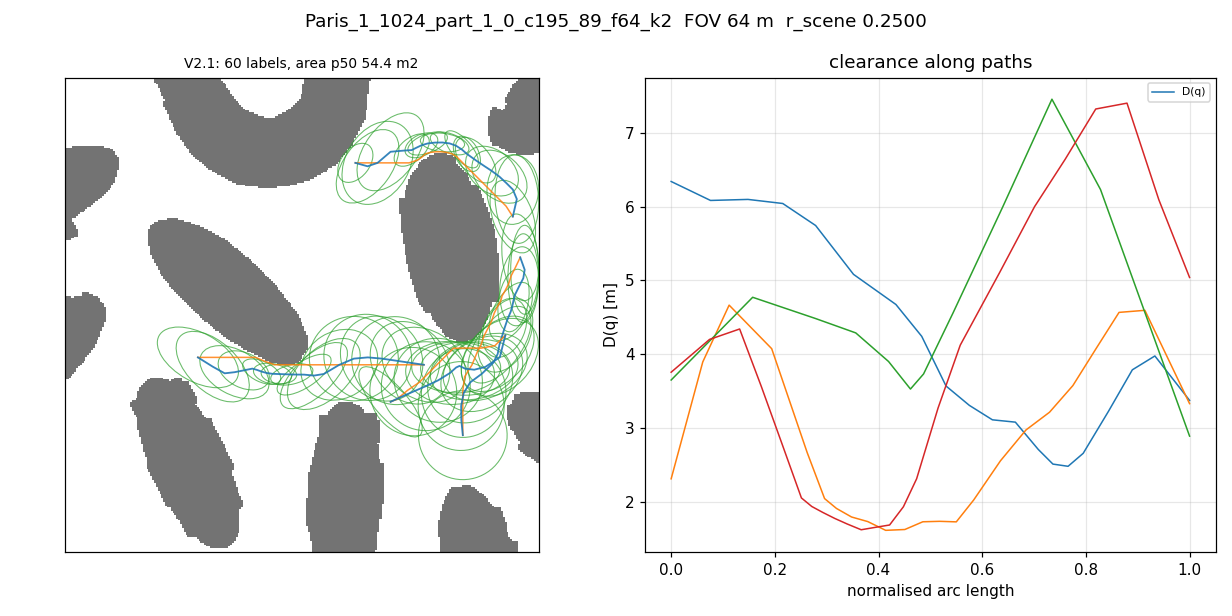 Paris_1_1024_part_1_0_c195_89_f64_k2  FOV 64 m  r_scene 0.2500
V2.1: 60 labels, area p50 54.4 m2
clearance along paths
D(q)
7
6
5
4
3
2
D(q) [m]
0.0 0.2 0.4 0.6 0.8 1.0
normalised arc length